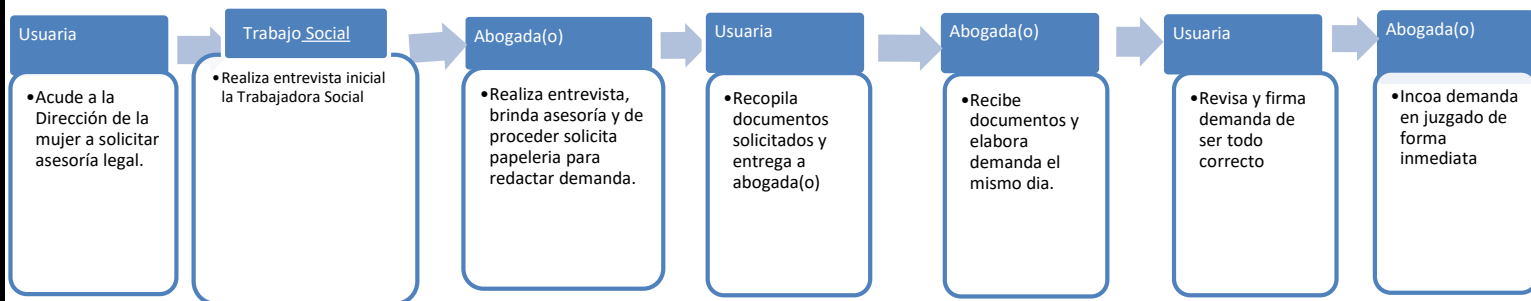 Usuaria
•Acude a la
Dirección de la
mujer a solicitar
asesoría legal.
Trabajo Social
•Realiza entrevista inicial
la Trabajadora Social
Abogada(o)
•Realiza entrevista,
brinda asesoría y de
proceder solicita
papeleria para
redactar demanda.
Usuaria
•Recopila
documentos
solicitados y
entrega a
abogada(o)
Abogada(o)
•Recibe
documentos y
elabora
demanda el
mismo dia.
Usuaria
•Revisa y firma
demanda de
ser todo
correcto
Abogada(o)
•Incoa demanda
en juzgado de
forma
inmediata